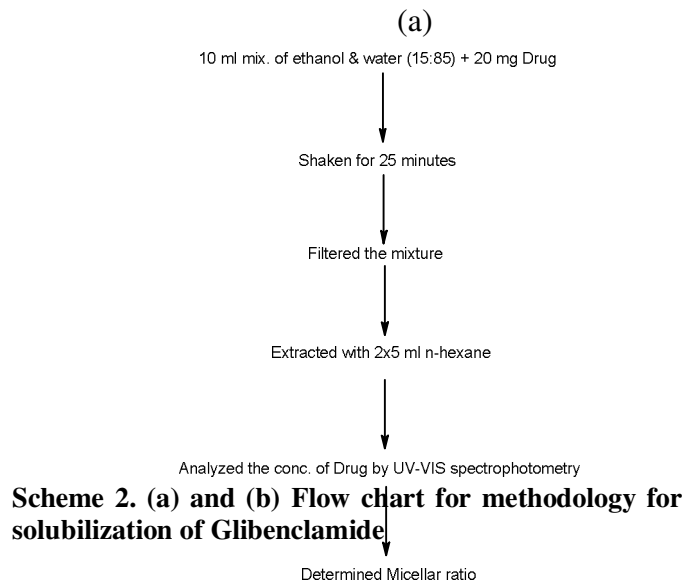 (a)
10 ml mix. of ethanol & water (15:85) + 20 mg Drug
Shaken for 25 minutes
Filtered the mixture
Extracted with 2x5 ml n-hexane
Analyzed the conc. of Drug by UV-VIS spectrophotometry
Scheme 2. (a) and (b) Flow chart for methodology for
solubilization of Glibenclamide
Determined Micellar ratio